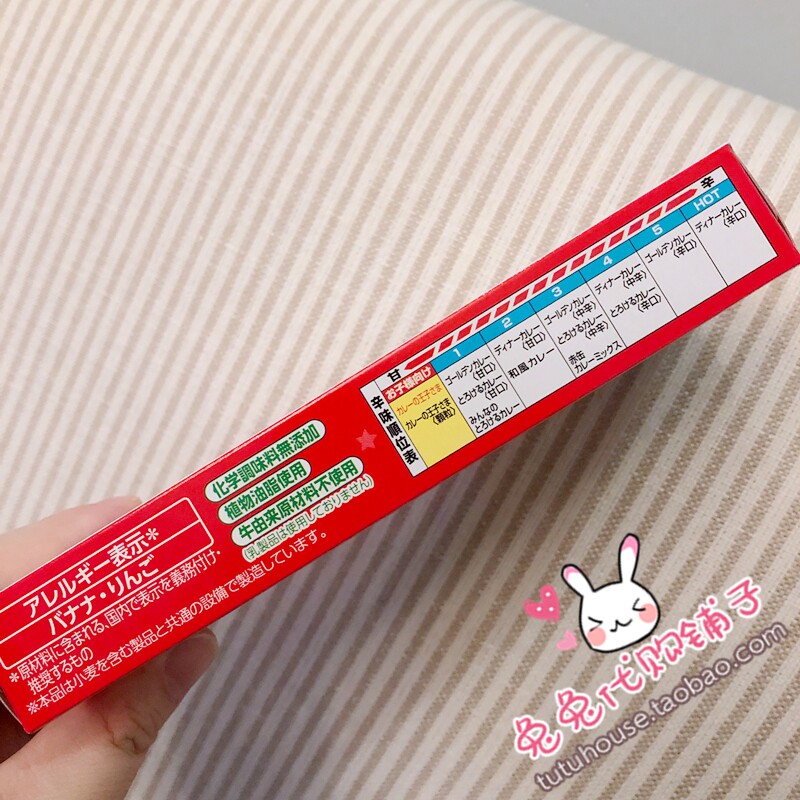 アレルギー表示*
バナナ・りんご
*原材料に含まれる、国内で表示を義務付け・
推奨するもの
※本品は小麦を含む製品と共通の設備で製造しています。
化学調味料無添加
植物油脂使用
牛由来原材料不使用
(乳製品は使用しておりません)
辛味順位表
甘
辛
お子様向け
カレーの王子さま
カレーの王子さま
(顆粒)
1
ゴールデンカレー
(甘口)
とろけるカレー
(甘口)
みんなの
とろけるカレー
2
ディナーカレー
(甘口)
和風カレー
3
ゴールデンカレー
(中辛)
とろけるカレー
(中辛)
赤缶
カレーミックス
4
ディナーカレー
(中辛)
とろけるカレー
(辛口)
5
ゴールデンカレー
(辛口)
HOT
ディナーカレー
(辛口)
兔兔代购铺子
tutuhouse.taobao.com